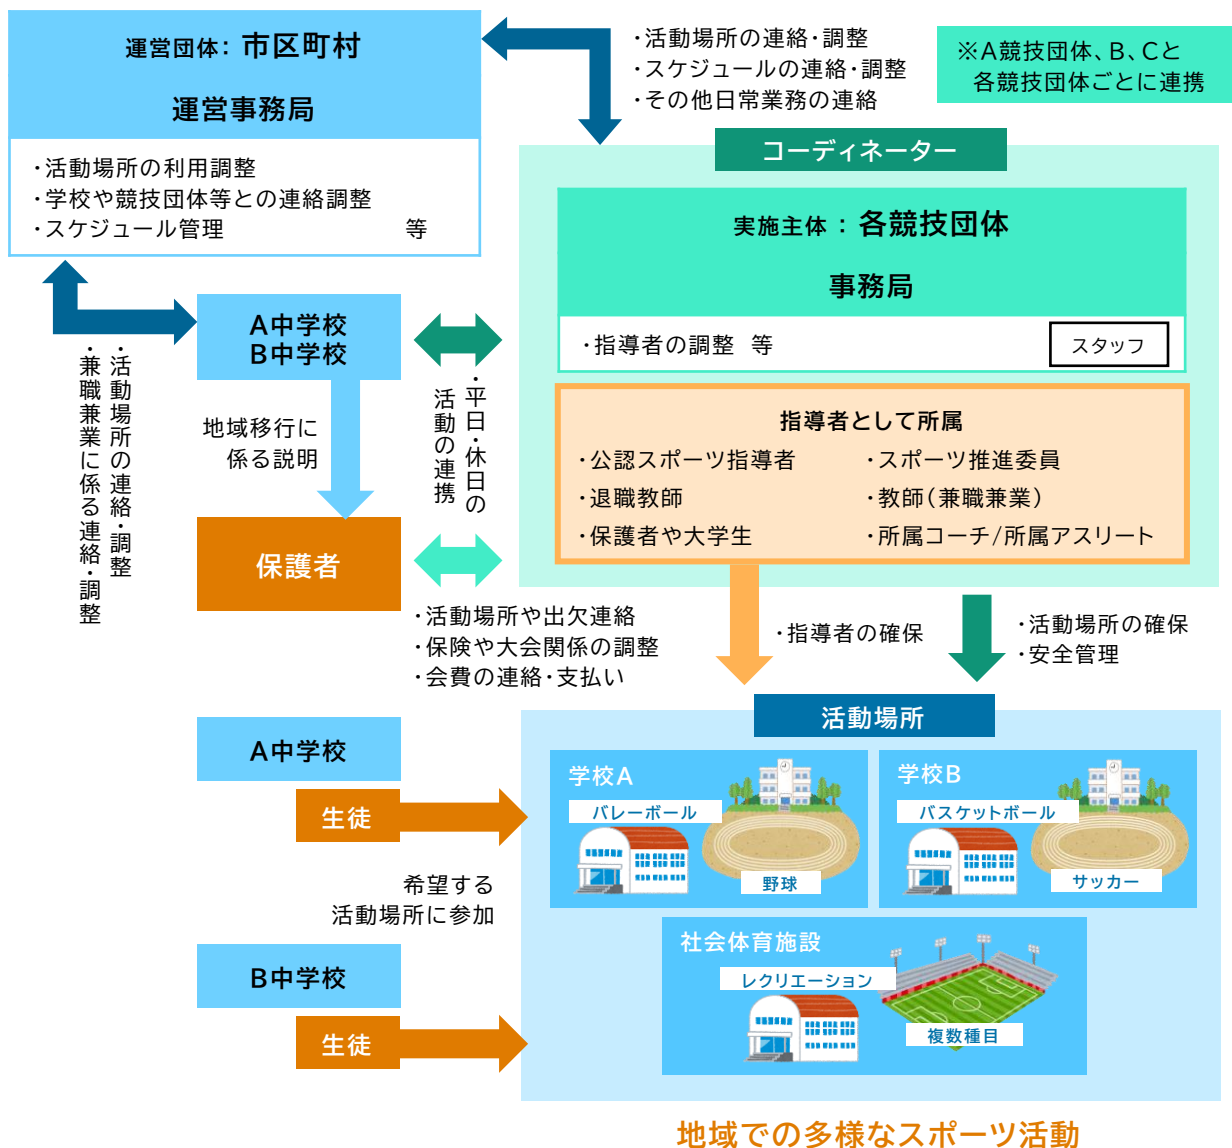 運営団体：市区町村
運営事務局
・活動場所の利用調整
・学校や競技団体等との連絡調整
・スケジュール管理 等
・活動場所の連絡・調整
・スケジュールの連絡・調整
・その他日常業務の連絡
※A競技団体、B、Cと
各競技団体ごとに連携
コーディネーター
実施主体：各競技団体
事務局
・指導者の調整 等
スタッフ
指導者として所属
・公認スポーツ指導者
・スポーツ推進委員
・退職教師
・教師（兼職兼業）
・保護者や大学生
・所属コーチ/所属アスリート
A中学校
B中学校
・活動場所の連絡・調整
・兼職兼業に係る連絡・調整
地域移行に
係る説明
・平日・休日の
活動の連携
保護者
・活動場所や出欠連絡
・保険や大会関係の調整
・会費の連絡・支払い
・指導者の確保
・活動場所の確保
・安全管理
A中学校
生徒
希望する
活動場所に参加
B中学校
生徒
活動場所
学校A
バレーボール
野球
学校B
バスケットボール
サッカー
社会体育施設
レクリエーション
複数種目
地域での多様なスポーツ活動